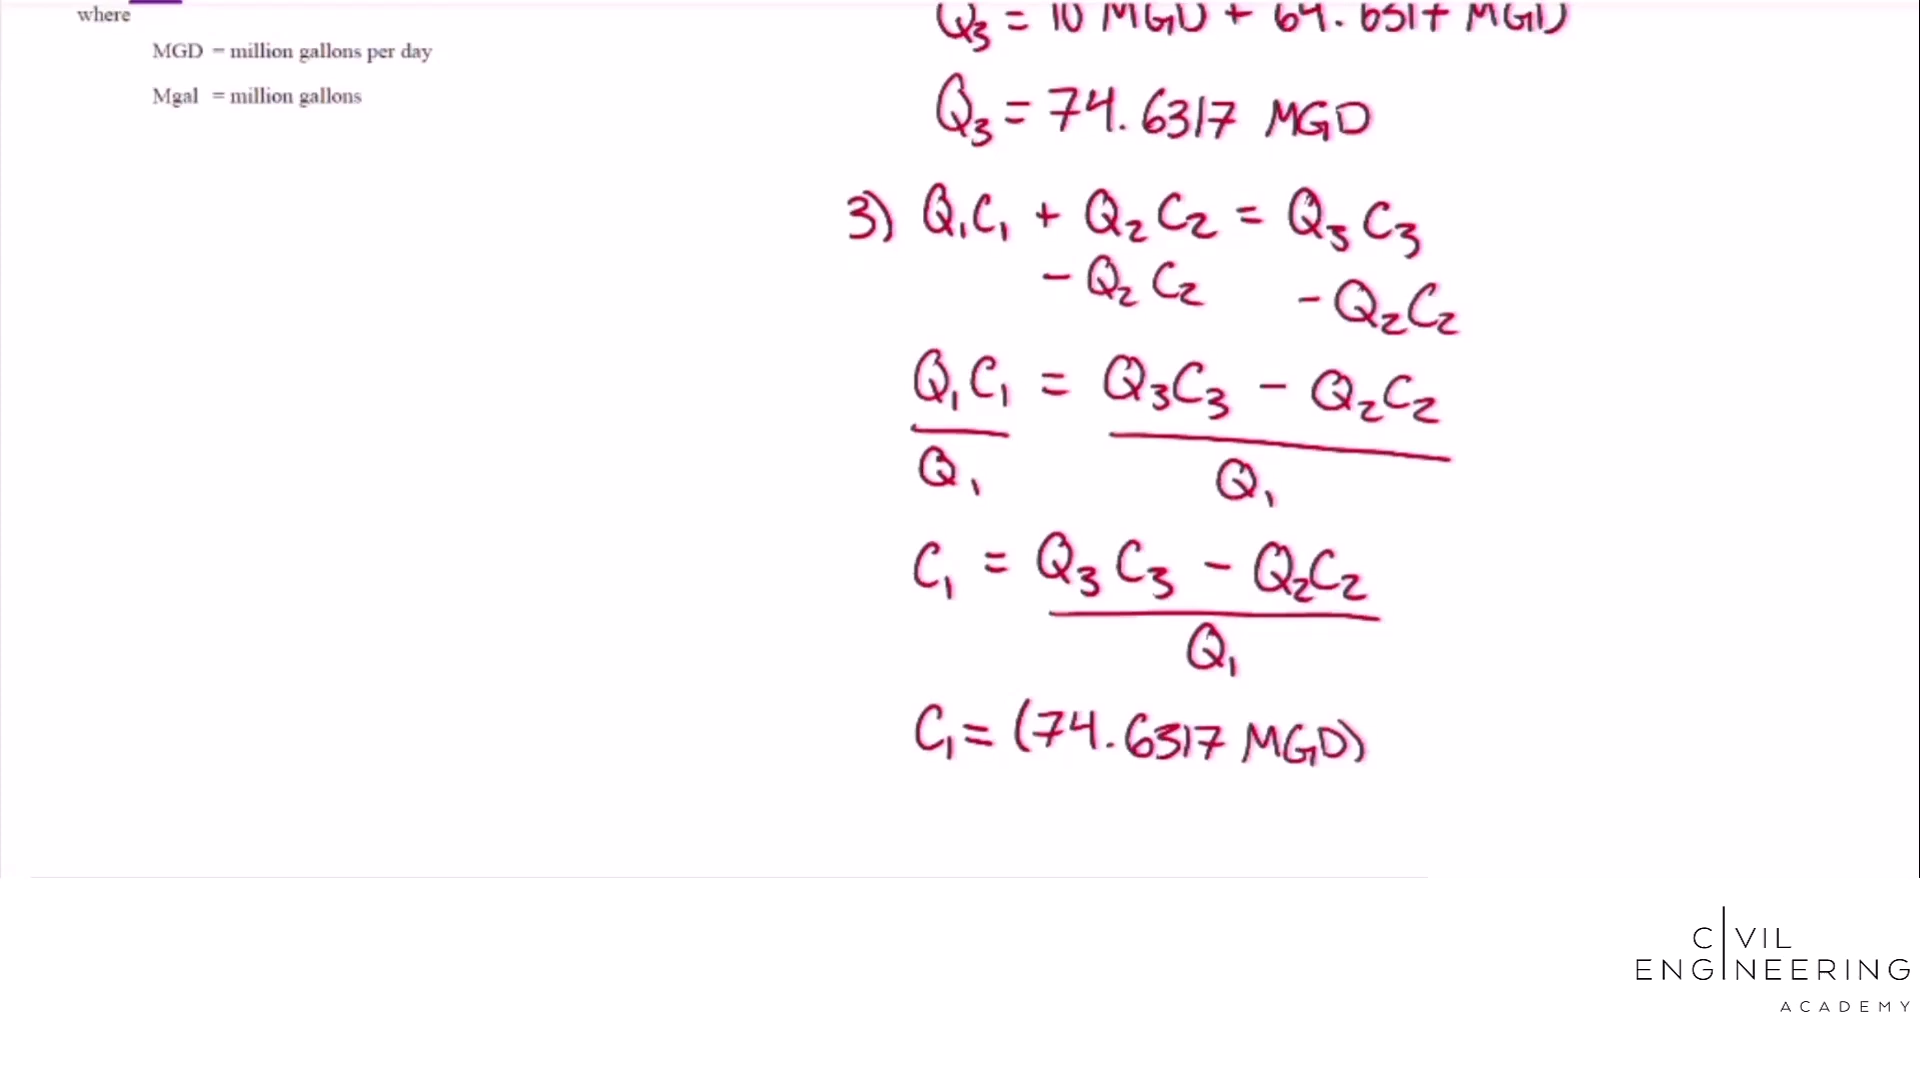 where
MGD = million gallons per day
Mgal = million gallons
Q3 = 10 MGD + 64.6317 MGD
Q3 = 74.6317 MGD
3) Q1C1 + Q2C2 = Q3C3
- Q2C2 - Q2C2
Q1C1 = Q3C3 - Q2C2
Q1 Q1
C1 = Q3C3 - Q2C2
Q1
C1 = (74.6317 MGD)
CIVIL
ENGINEERING
ACADEMY